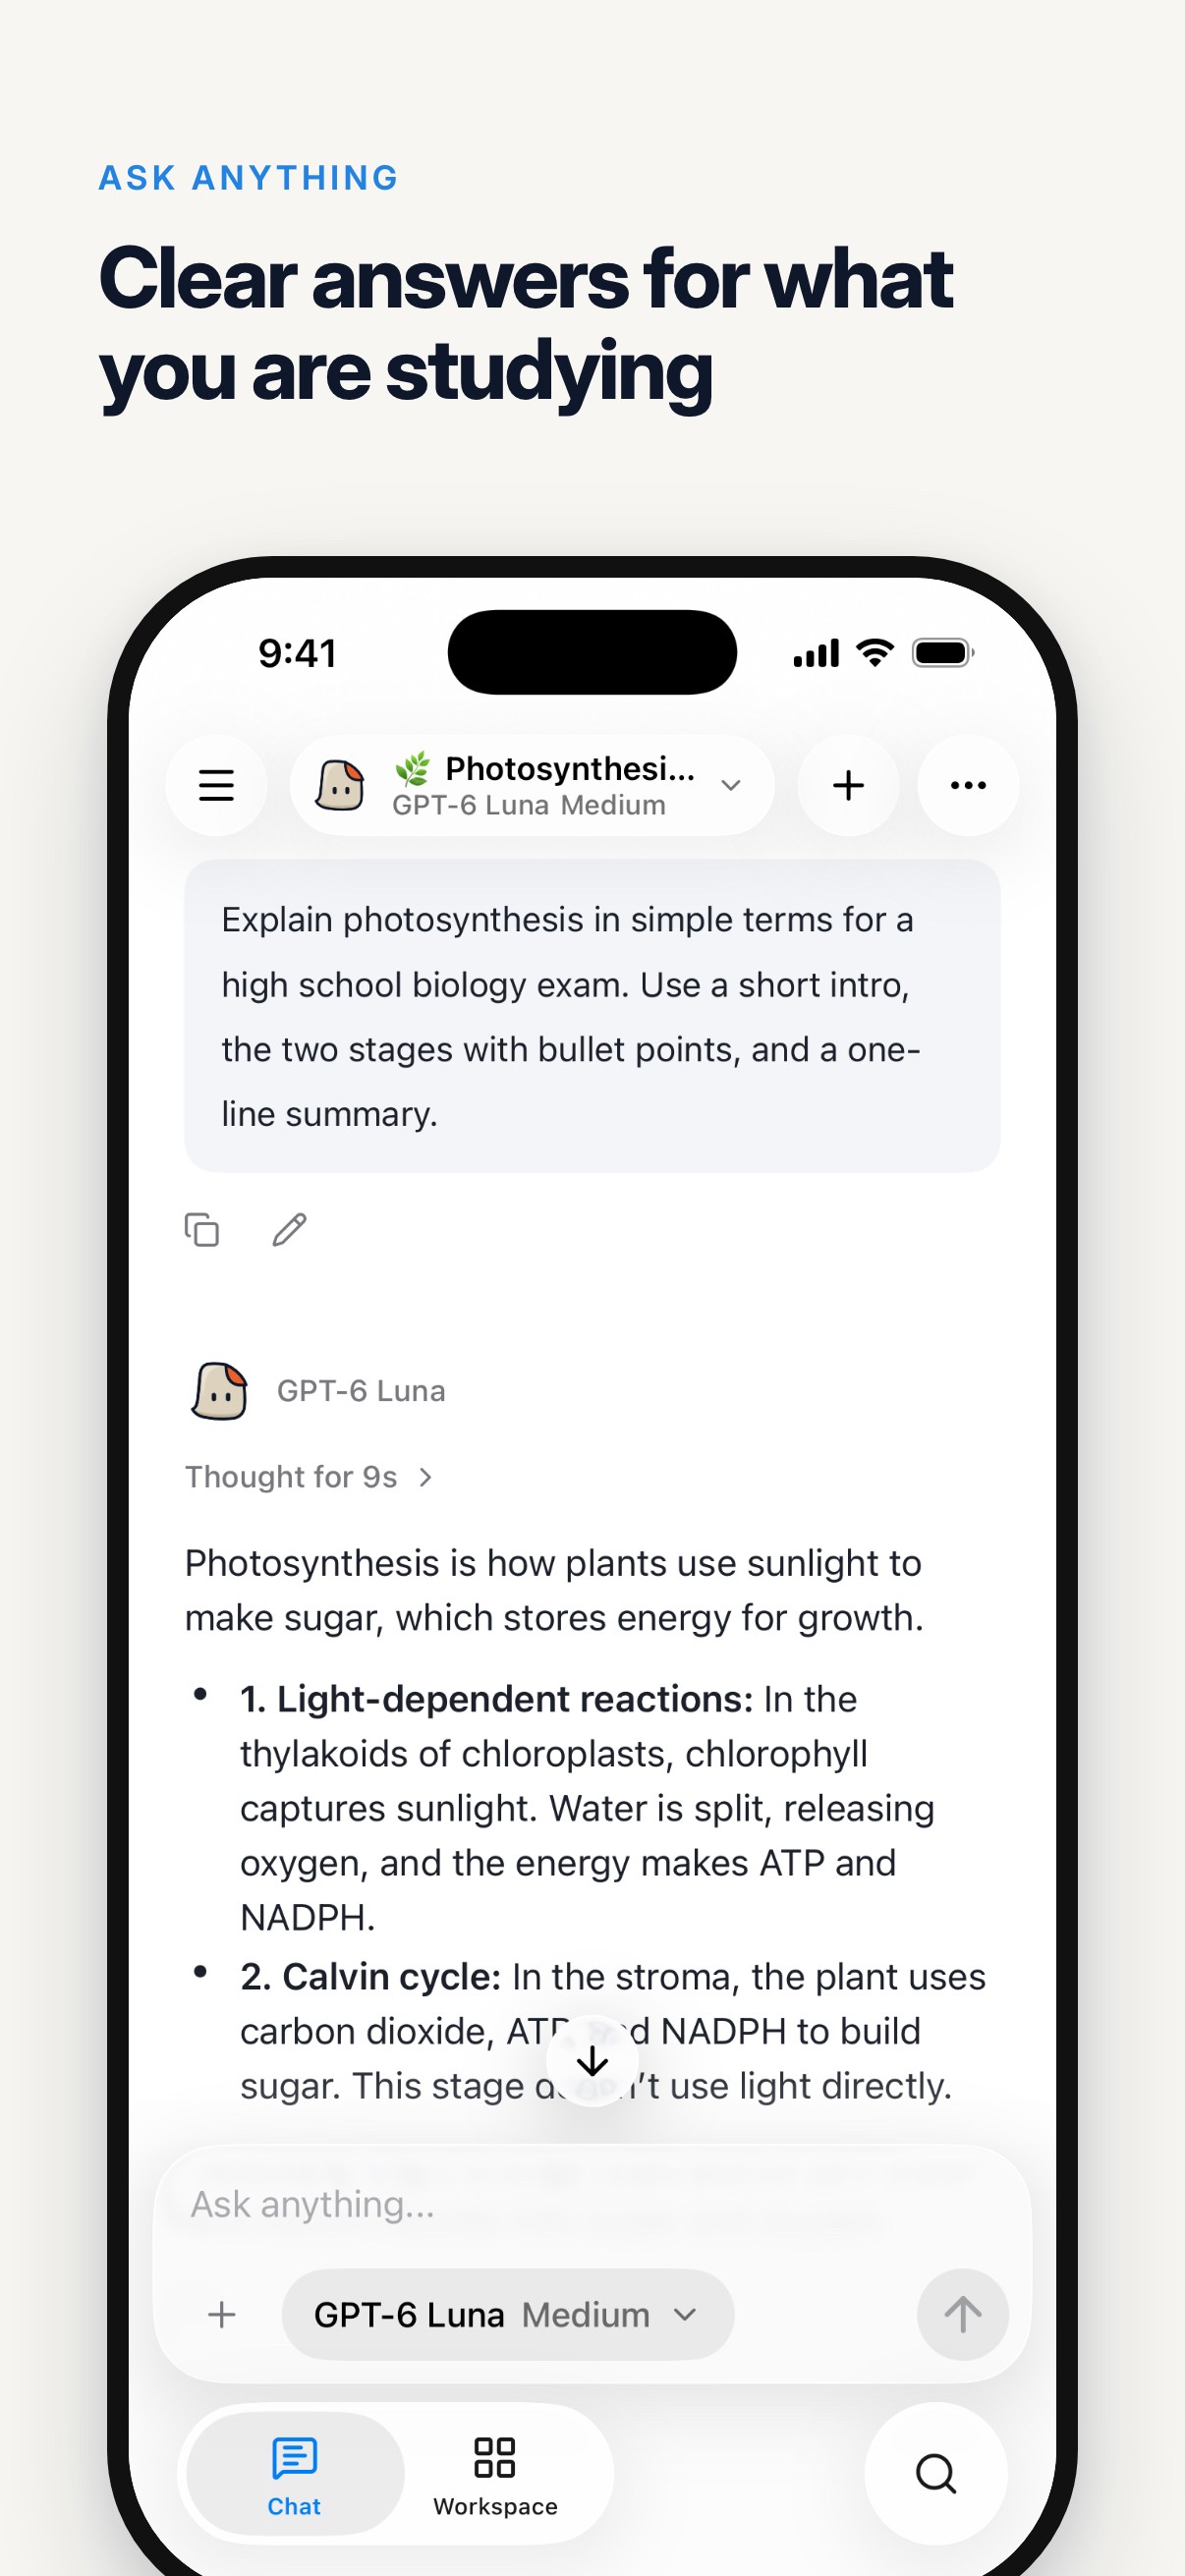 ASK ANYTHING
Clear answers for what
you are studying
9:41
🌿 Photosynthesi...
GPT-6 Luna Medium
Explain photosynthesis in simple terms for a
high school biology exam. Use a short intro,
the two stages with bullet points, and a one-
line summary.
GPT-6 Luna
Thought for 9s
Photosynthesis is how plants use sunlight to
make sugar, which stores energy for growth.
• 1. Light-dependent reactions: In the
thylakoids of chloroplasts, chlorophyll
captures sunlight. Water is split, releasing
oxygen, and the energy makes ATP and
NADPH.
• 2. Calvin cycle: In the stroma, the plant uses
carbon dioxide, ATP and NADPH to build
sugar. This stage doesn’t use light directly.
Ask anything...
GPT-6 Luna Medium
Chat
Workspace